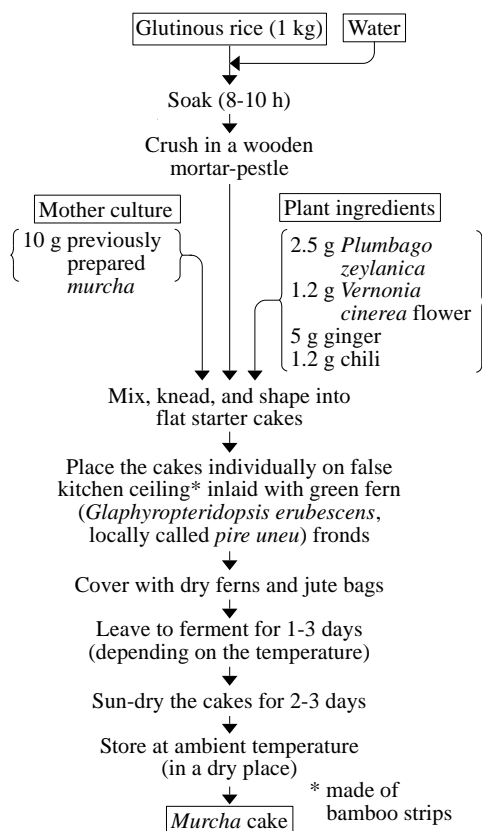 Glutinous rice (1 kg)
Water
Soak (8-10 h)
Crush in a wooden
mortar-pestle
Mother culture
10 g previously
prepared
murcha
Plant ingredients
2.5 g Plumbago
zeylanica
1.2 g Vernonia
cinerea flower
5 g ginger
1.2 g chili
Mix, knead, and shape into
flat starter cakes
Place the cakes individually on false
kitchen ceiling* inlaid with green fern
(Glaphyropteridopsis erubescens,
locally called pire uneu) fronds
Cover with dry ferns and jute bags
Leave to ferment for 1-3 days
(depending on the temperature)
Sun-dry the cakes for 2-3 days
Store at ambient temperature
(in a dry place)
Murcha cake
* made of
bamboo strips